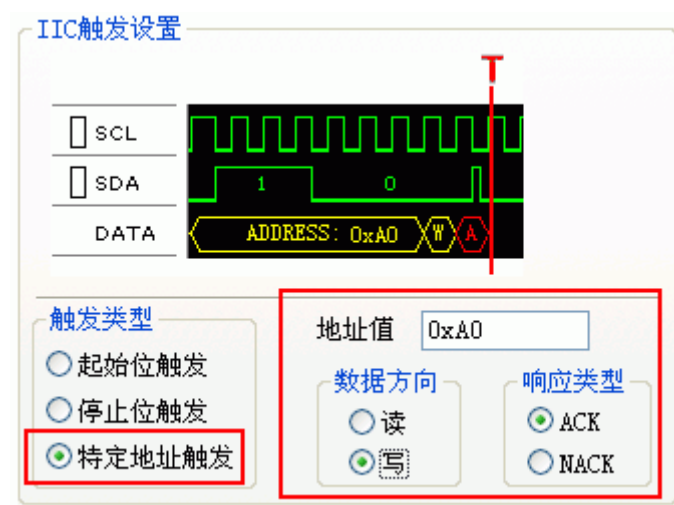 IIC触发设置
T
SCL
SDA 1 0
DATA ADDRESS: 0xA0 W A
触发类型
起始位触发
停止位触发
特定地址触发
地址值 0xA0
数据方向
读
写
响应类型
ACK
NACK